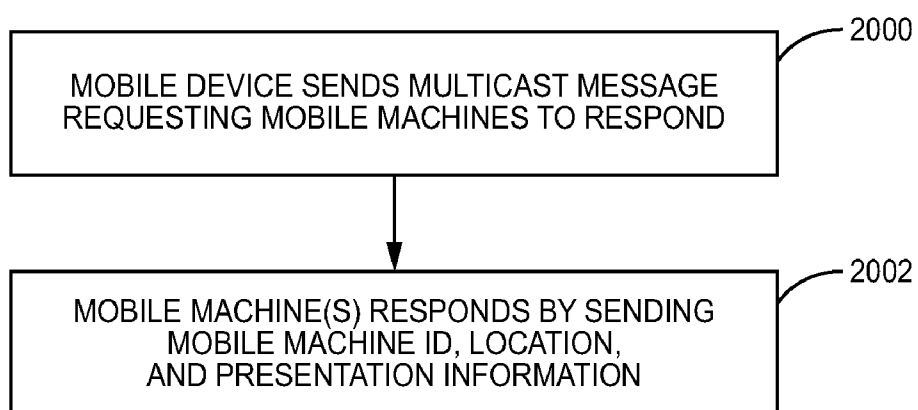 2000
MOBILE DEVICE SENDS MULTICAST MESSAGE
REQUESTING MOBILE MACHINES TO RESPOND
2002
MOBILE MACHINE(S) RESPONDS BY SENDING
MOBILE MACHINE ID, LOCATION,
AND PRESENTATION INFORMATION